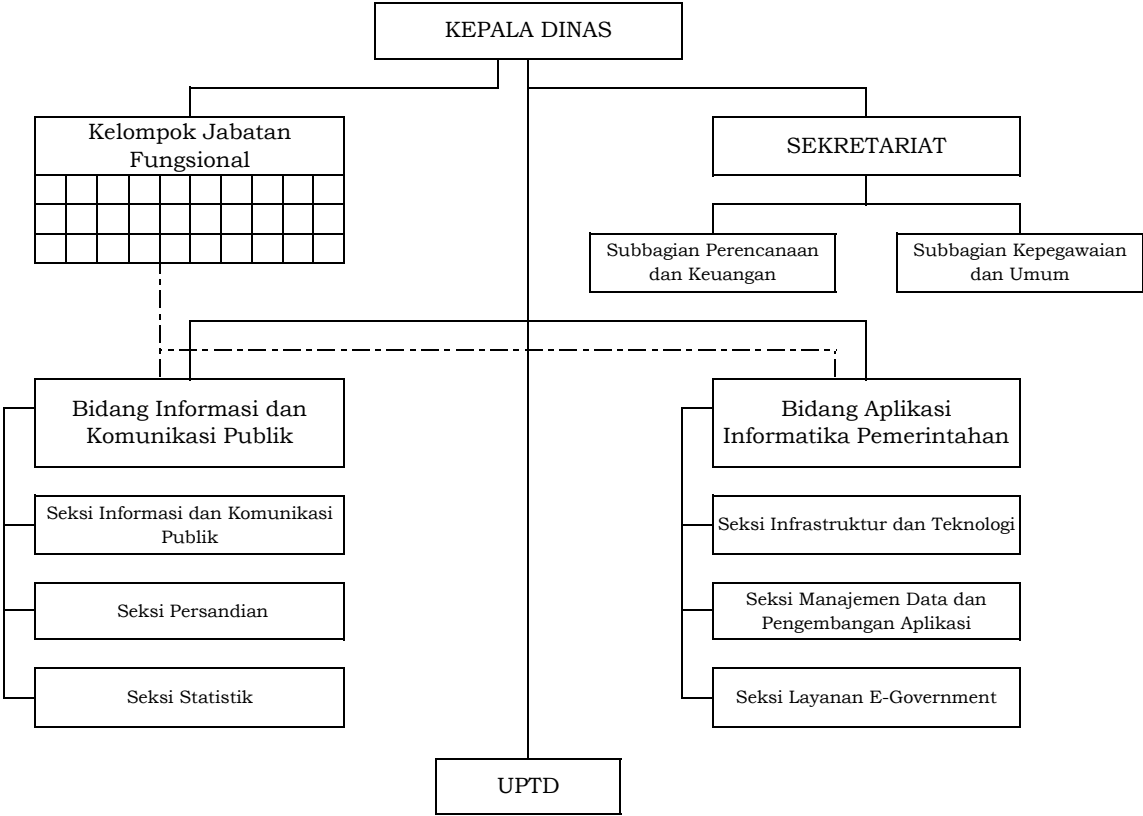 KEPALA DINAS
Kelompok Jabatan
Fungsional
SEKRETARIAT
Subbagian Perencanaan
dan Keuangan
Subbagian Kepegawaian
dan Umum
Bidang Informasi dan
Komunikasi Publik
Bidang Aplikasi
Informatika Pemerintahan
Seksi Informasi dan Komunikasi
Publik
Seksi Infrastruktur dan Teknologi
Seksi Persandian
Seksi Manajemen Data dan
Pengembangan Aplikasi
Seksi Statistik
Seksi Layanan E-Government
UPTD